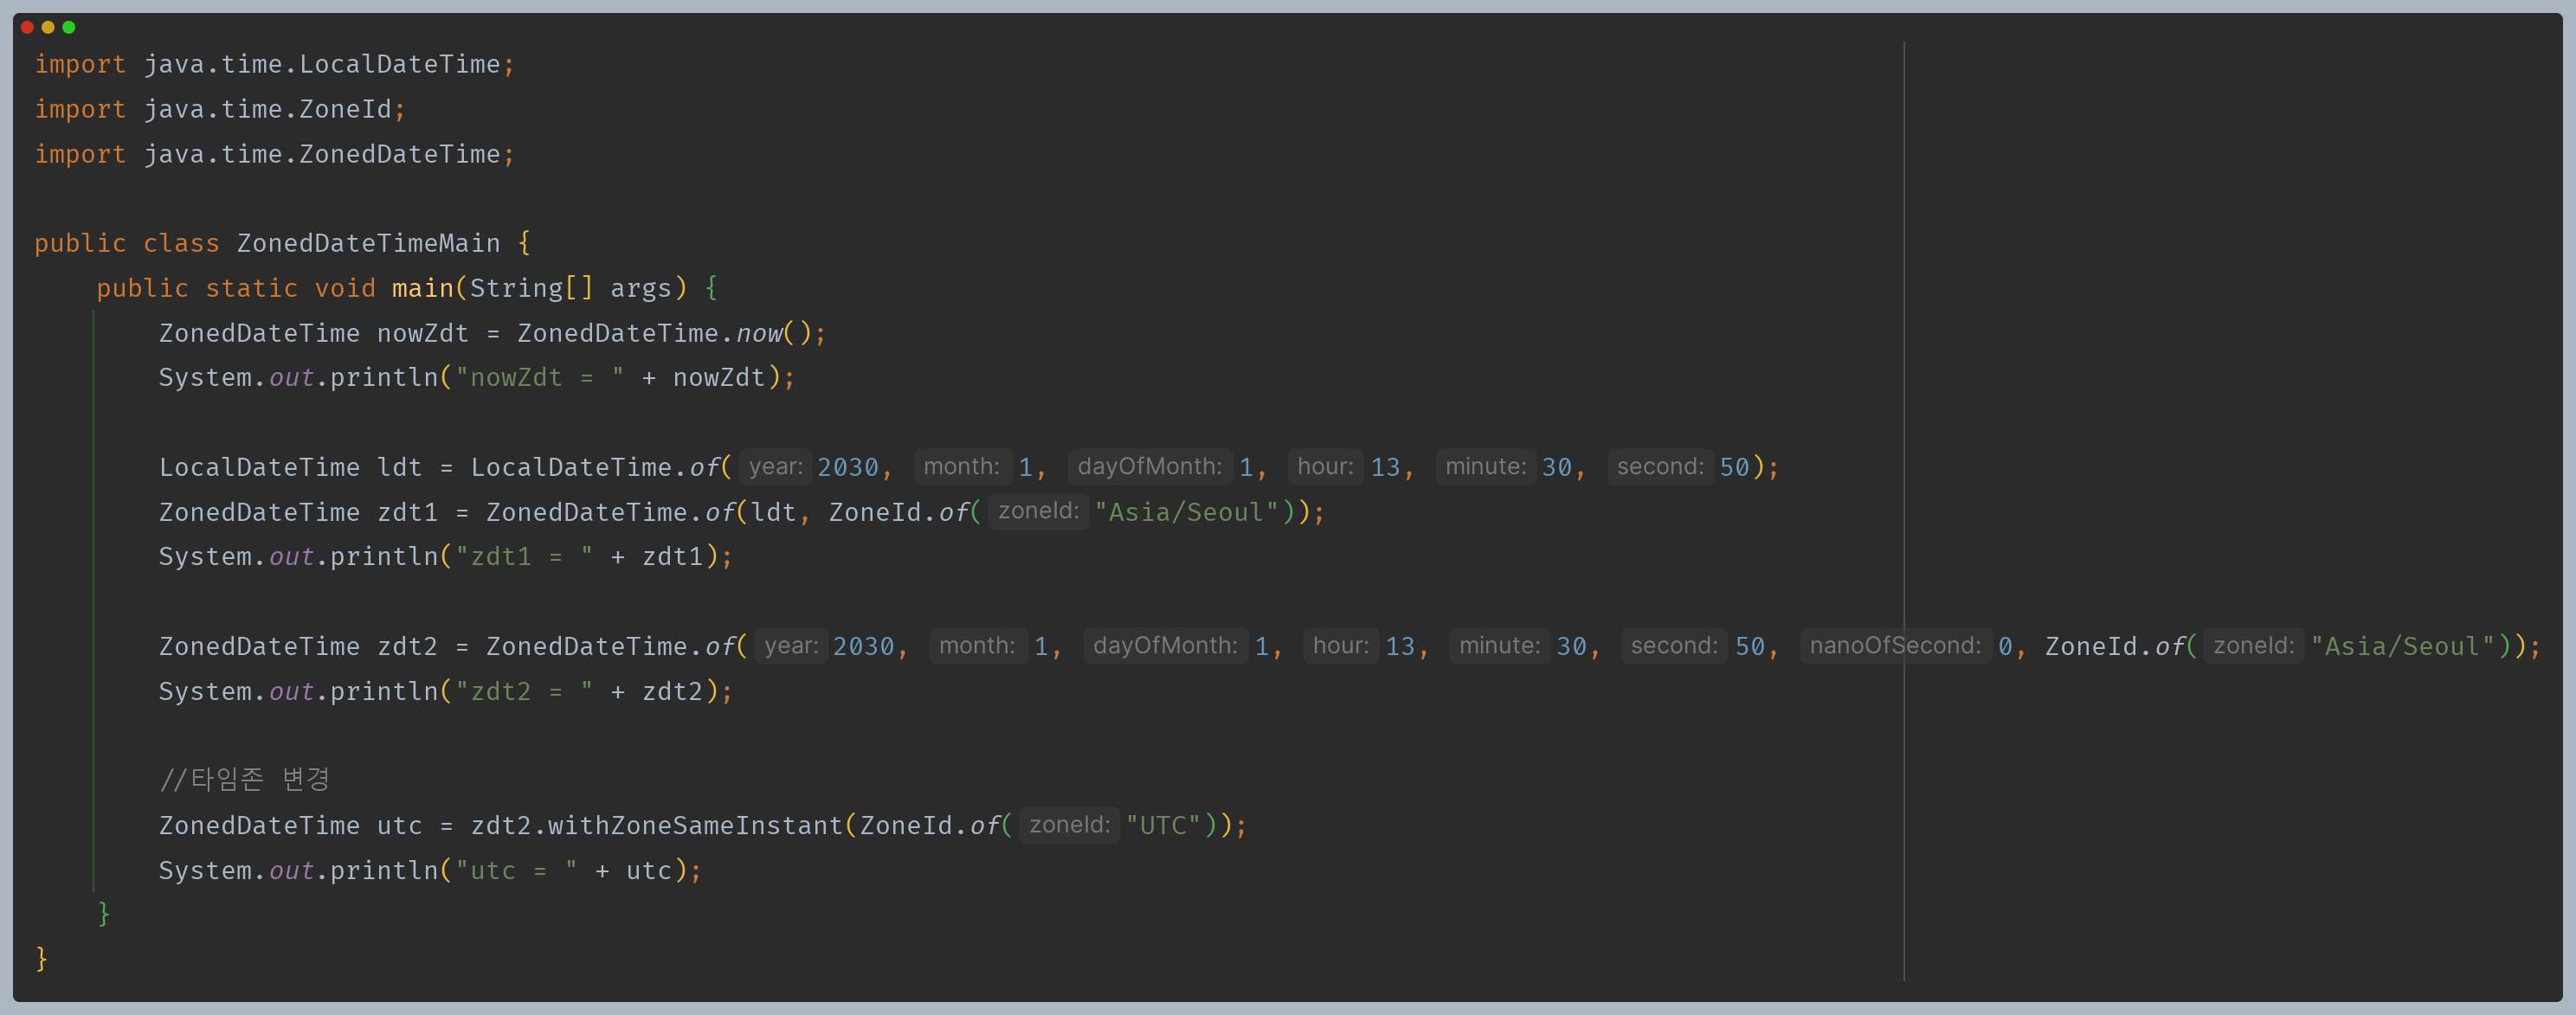 import java.time.LocalDateTime;
import java.time.ZoneId;
import java.time.ZonedDateTime;
public class ZonedDateTimeMain {
public static void main(String[] args) {
ZonedDateTime nowZdt = ZonedDateTime.now();
System.out.println("nowZdt = " + nowZdt);
LocalDateTime ldt = LocalDateTime.of( year: 2030, month: 1, dayOfMonth: 1, hour: 13, minute: 30, second: 50);
ZonedDateTime zdt1 = ZonedDateTime.of(ldt, ZoneId.of( zoneId: "Asia/Seoul"));
System.out.println("zdt1 = " + zdt1);
ZonedDateTime zdt2 = ZonedDateTime.of( year: 2030, month: 1, dayOfMonth: 1, hour: 13, minute: 30, second: 50, nanoOfSecond: 0, ZoneId.of( zoneId: "Asia/Seoul"));
System.out.println("zdt2 = " + zdt2);
//타임존 변경
ZonedDateTime utc = zdt2.withZoneSameInstant(ZoneId.of( zoneId: "UTC"));
System.out.println("utc = " + utc);
}
}